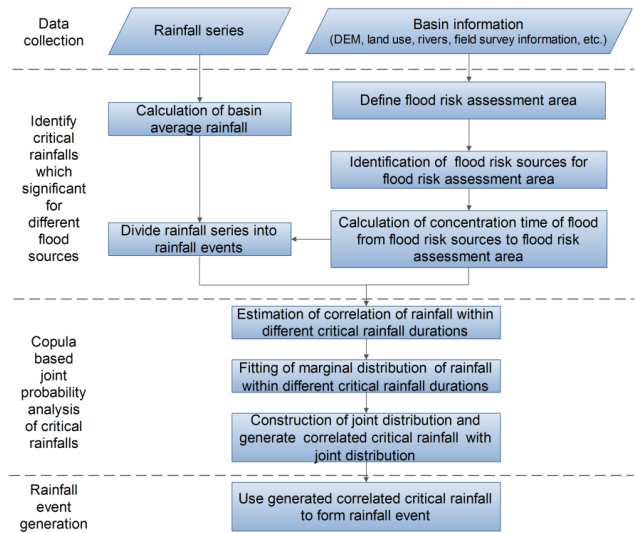 Data
collection
Rainfall series
Basin information
(DEM, land use, rivers, field survey information, etc.)
Identify
critical
rainfalls
which
significant
for
different
flood
sources
Calculation of basin
average rainfall
Define flood risk assessment area
Identification of flood risk sources for
flood risk assessment area
Divide rainfall series into
rainfall events
Calculation of concentration time of flood
from flood risk sources to flood risk
assessment area
Copula
based
joint
probability
analysis
of critical
rainfalls
Estimation of correlation of rainfall within
different critical rainfall durations
Fitting of marginal distribution of rainfall
within different critical rainfall durations
Construction of joint distribution and
generate correlated critical rainfall with
joint distribution
Rainfall
event
generation
Use generated correlated critical rainfall
to form rainfall event